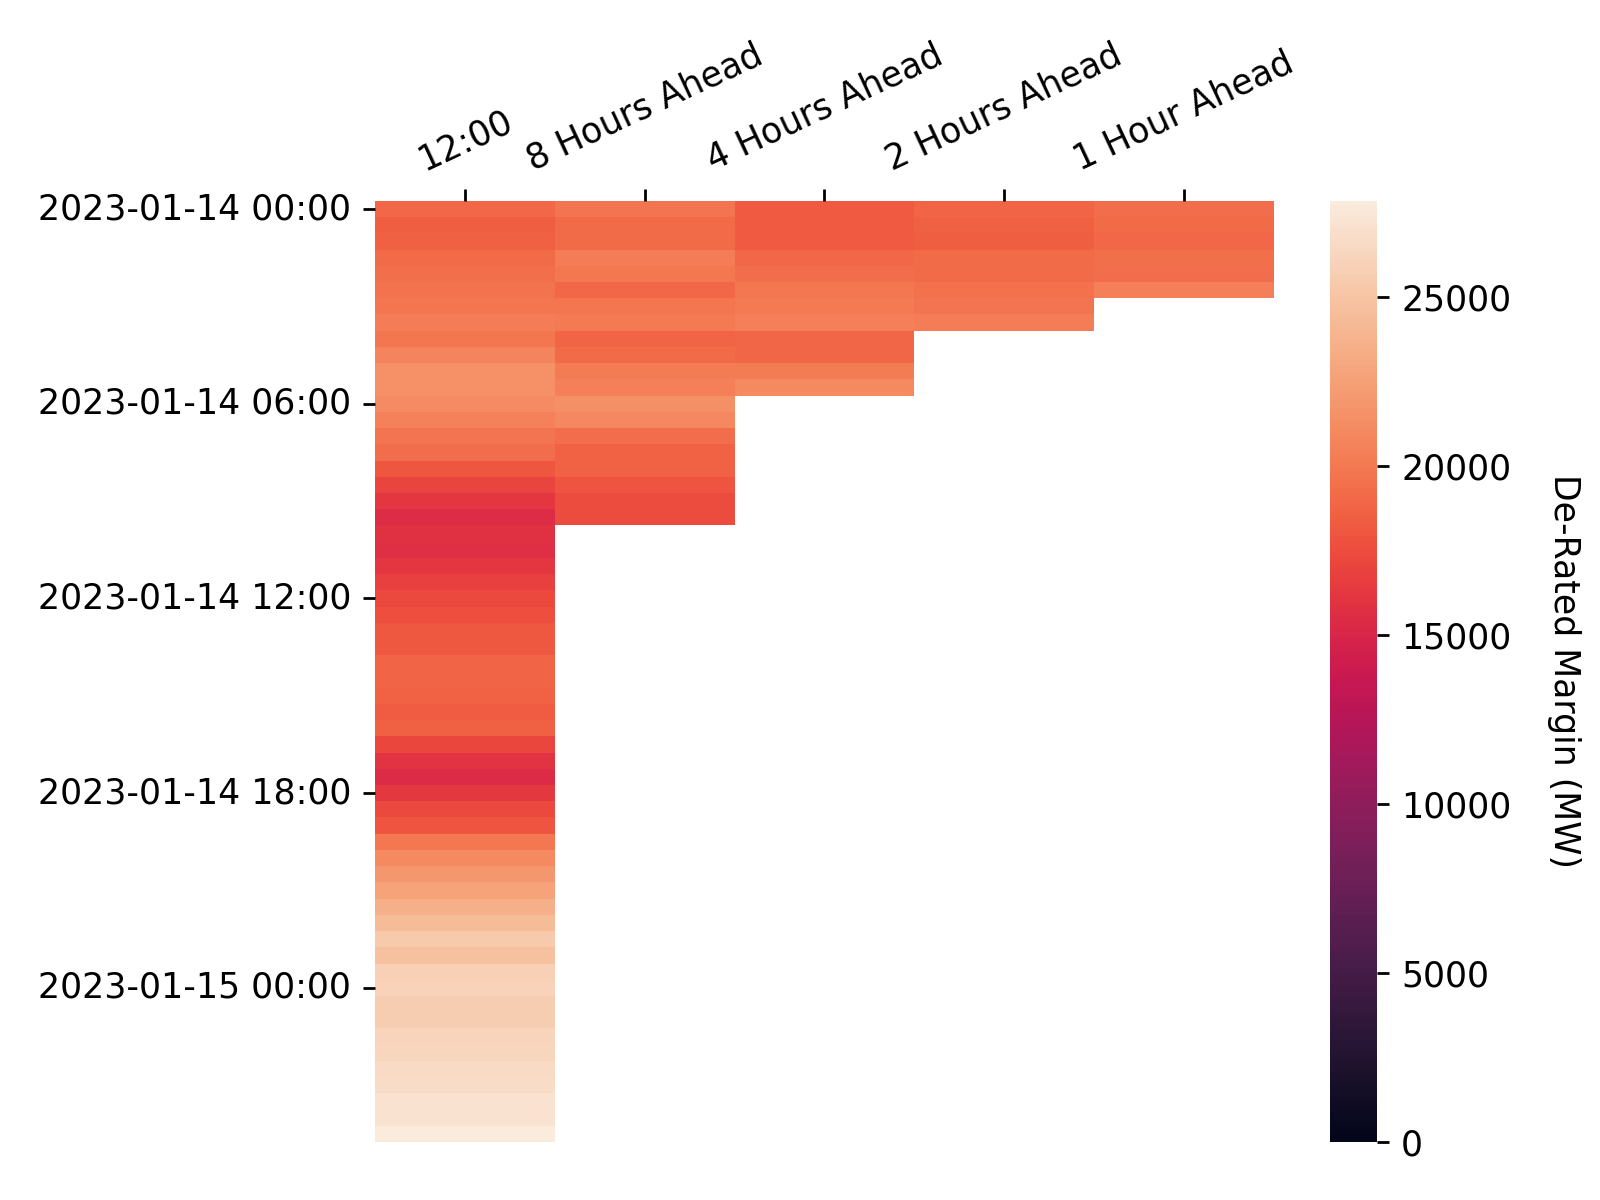 12:00
8 Hours Ahead
4 Hours Ahead
2 Hours Ahead
1 Hour Ahead
2023-01-14 00:00
2023-01-14 06:00
2023-01-14 12:00
2023-01-14 18:00
2023-01-15 00:00
25000
20000
15000
10000
5000
0
De-Rated Margin (MW)